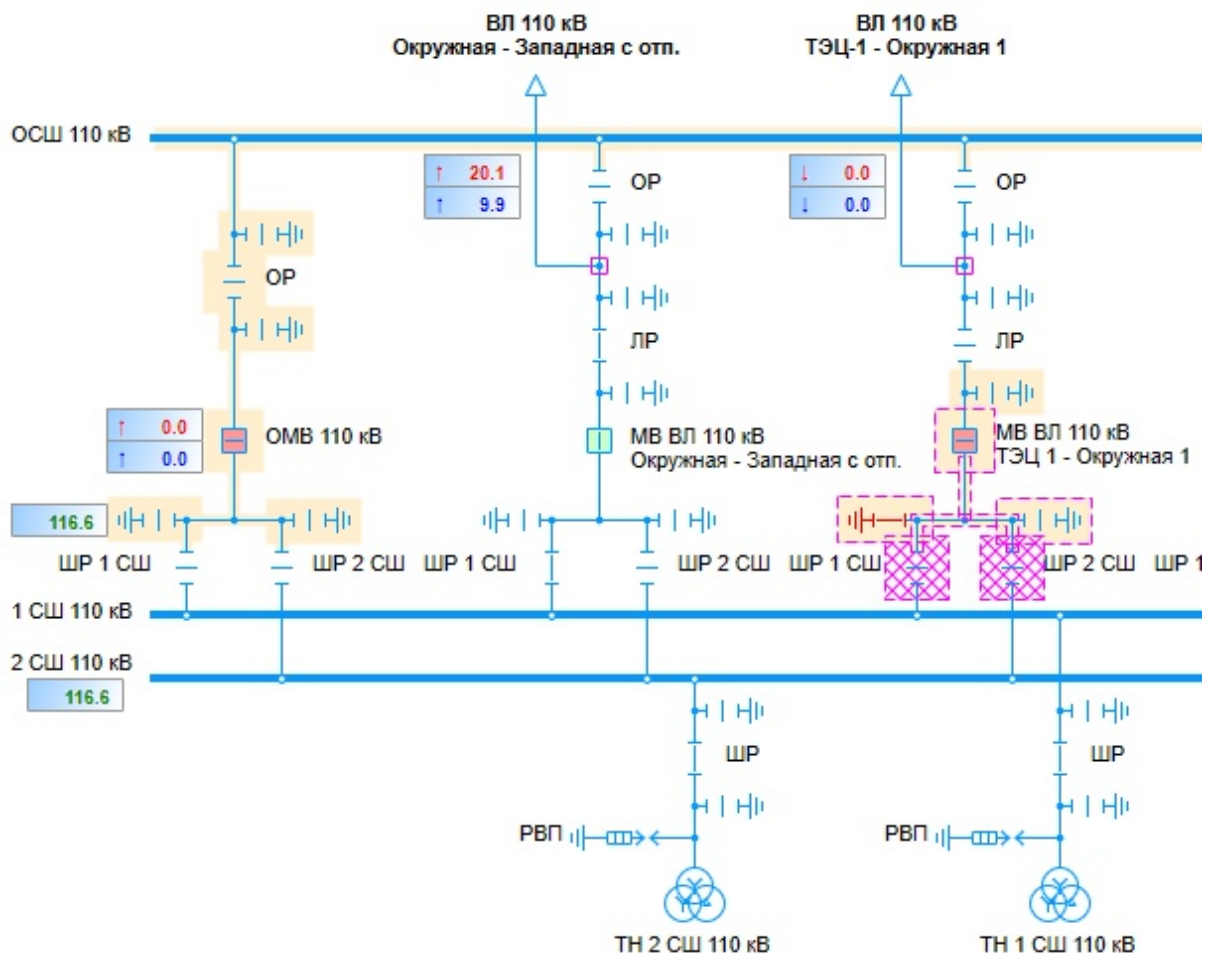 ВЛ 110 кВ
Окружная - Западная с отп.
ВЛ 110 кВ
ТЭЦ-1 - Окружная 1
ОСШ 110 кВ
↑ 20.1
↑ 9.9
ОР
↓ 0.0
↓ 0.0
ОР
ОР
ЛР
ЛР
↑ 0.0
↑ 0.0
ОМВ 110 кВ
МВ ВЛ 110 кВ
Окружная - Западная с отп.
МВ ВЛ 110 кВ
ТЭЦ 1 - Окружная 1
116.6
ШР 1 СШ
ШР 2 СШ
ШР 1 СШ
ШР 2 СШ
ШР 1 СШ
ШР 2 СШ
ШР 1
1 СШ 110 кВ
2 СШ 110 кВ
116.6
ШР
ШР
РВП
РВП
ТН 2 СШ 110 кВ
ТН 1 СШ 110 кВ